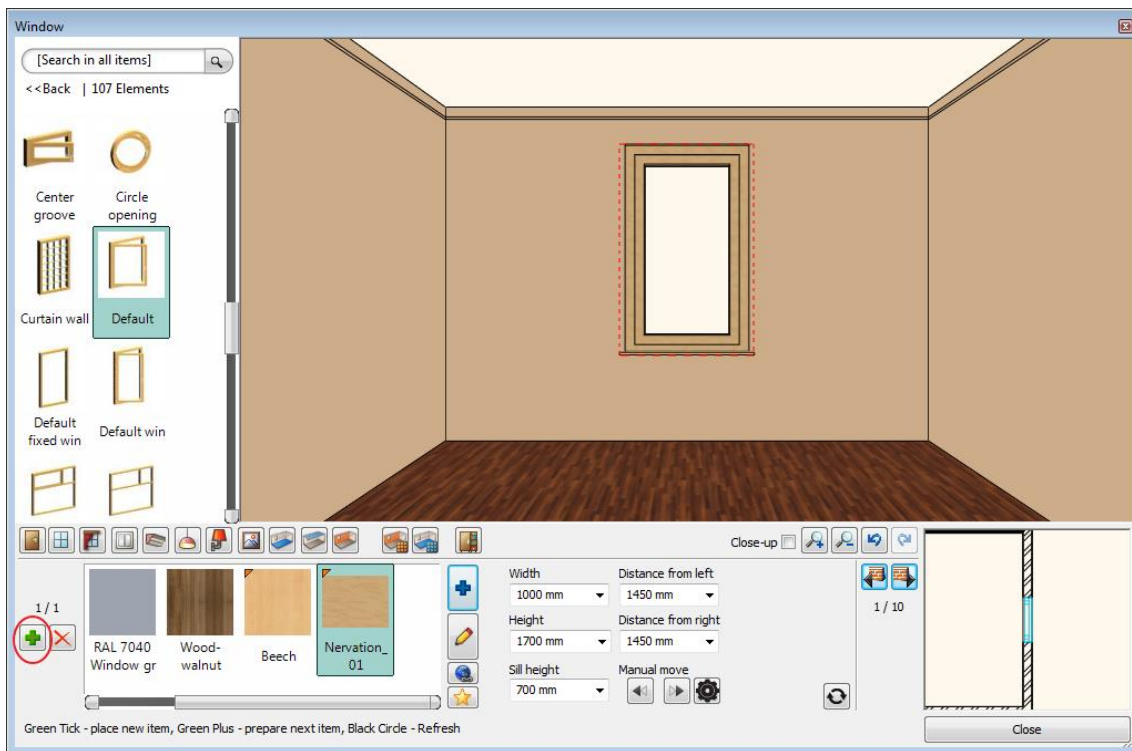 Window
[Search in all items]
<<Back | 107 Elements
Center
groove
Circle
opening
Curtain wall
Default
Default
fixed win
Default win
Close-up
1 / 1
RAL 7040
Window gr
Wood-
walnut
Beech
Nervation_
01
Width
1000 mm
Distance from left
1450 mm
Height
1700 mm
Distance from right
1450 mm
Sill height
700 mm
Manual move
1 / 10
Green Tick - place new item, Green Plus - prepare next item, Black Circle - Refresh
Close